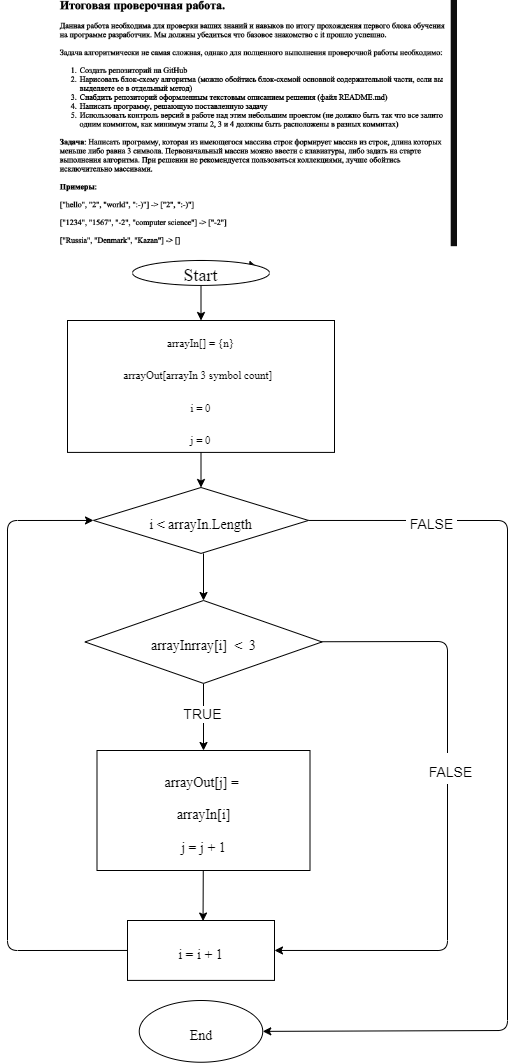 Итоговая проверочная работа.
Данная работа необходима для проверки ваших знаний и навыков по итогу прохождения первого блока обучения
на программе разработчик. Мы должны убедиться что базовое знакомство с it прошло успешно.
Задача алгоритмически не самая сложная, однако для полценного выполнения проверочной работы необходимо:
1. Создать репозиторий на GitHub
2. Нарисовать блок-схему алгоритма (можно обойтись блок-схемой основной содержательной части, если вы
выделяете ее в отдельный метод)
3. Снабдить репозиторий оформленным текстовым описанием решения (файл README.md)
4. Написать программу, решающую поставленную задачу
5. Использовать контроль версий в работе над этим небольшим проектом (не должно быть так что все залито
одним коммитом, как минимум этапы 2, 3 и 4 должны быть расположены в разных коммитах)
Задача: Написать программу, которая из имеющегося массива строк формирует массив из строк, длина которых
меньше либо равна 3 символа. Первоначальный массив можно ввести с клавиатуры, либо задать на старте
выполнения алгоритма. При решении не рекомендуется пользоваться коллекциями, лучше обойтись
исключительно массивами.
Примеры:
["hello", "2", "world", ":-)"] -> ["2", ":-)"]
["1234", "1567", "-2", "computer science"] -> ["-2"]
["Russia", "Denmark", "Kazan"] -> []
Start
arrayIn[] = {n}
arrayOut[arrayIn 3 symbol count]
i = 0
j = 0
i < arrayIn.Length
FALSE
arrayInrray[i] < 3
TRUE
FALSE
arrayOut[j] =
arrayIn[i]
j = j + 1
i = i + 1
End